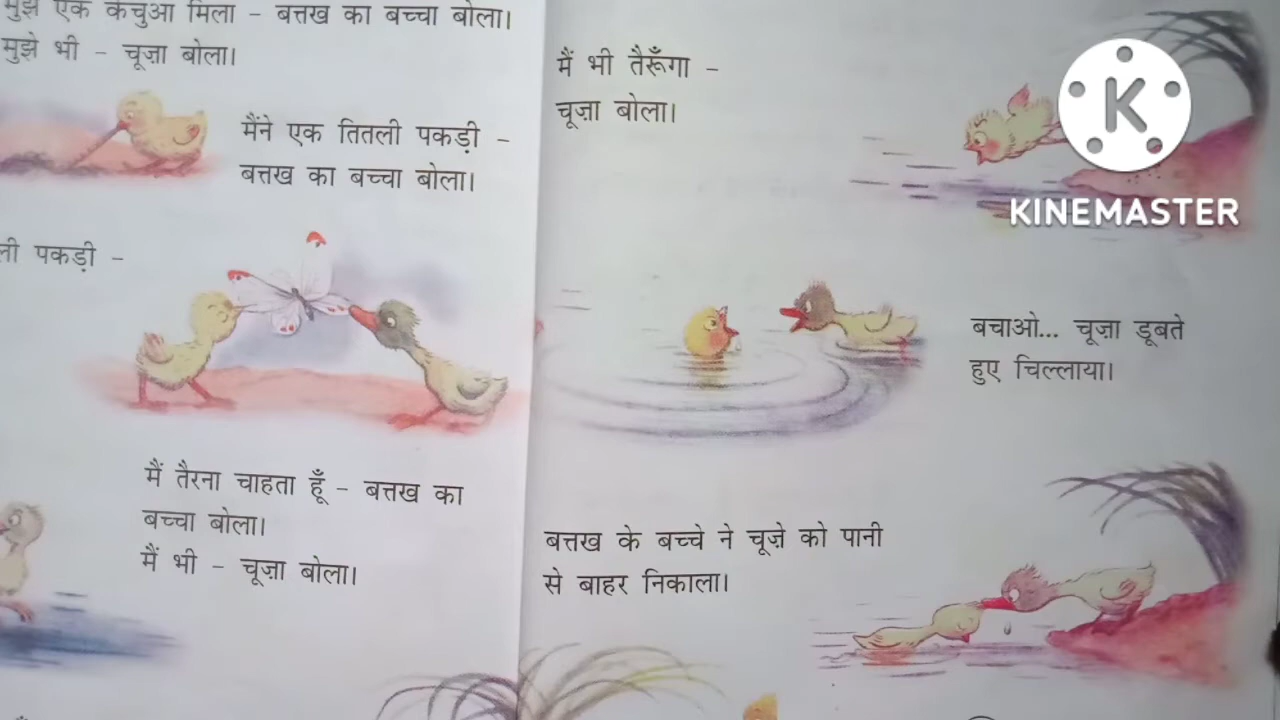 मुझे एक केंचुआ मिला - बत्तख का बच्चा बोला।
मुझे भी - चूज़ा बोला।
मैंने एक तितली पकड़ी -
बत्तख का बच्चा बोला।
पकड़ी -
मैं तैरना चाहता हूँ - बत्तख का
बच्चा बोला।
मैं भी - चूज़ा बोला।
मैं भी तैरूँगा -
चूज़ा बोला।
KINEMASTER
बचाओ... चूज़ा डूबते
हुए चिल्लाया।
बत्तख के बच्चे ने चूज़े को पानी
से बाहर निकाला।